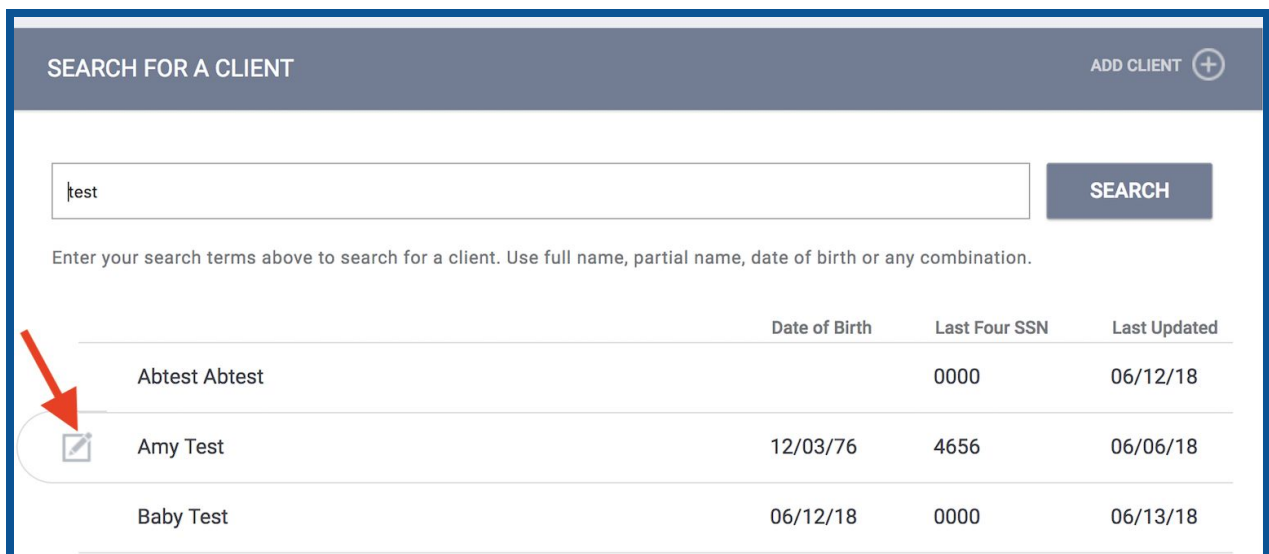 SEARCH FOR A CLIENT ADD CLIENT
test SEARCH
Enter your search terms above to search for a client. Use full name, partial name, date of birth or any combination.
Date of Birth Last Four SSN Last Updated
Abtest Abtest 0000 06/12/18
Amy Test 12/03/76 4656 06/06/18
Baby Test 06/12/18 0000 06/13/18